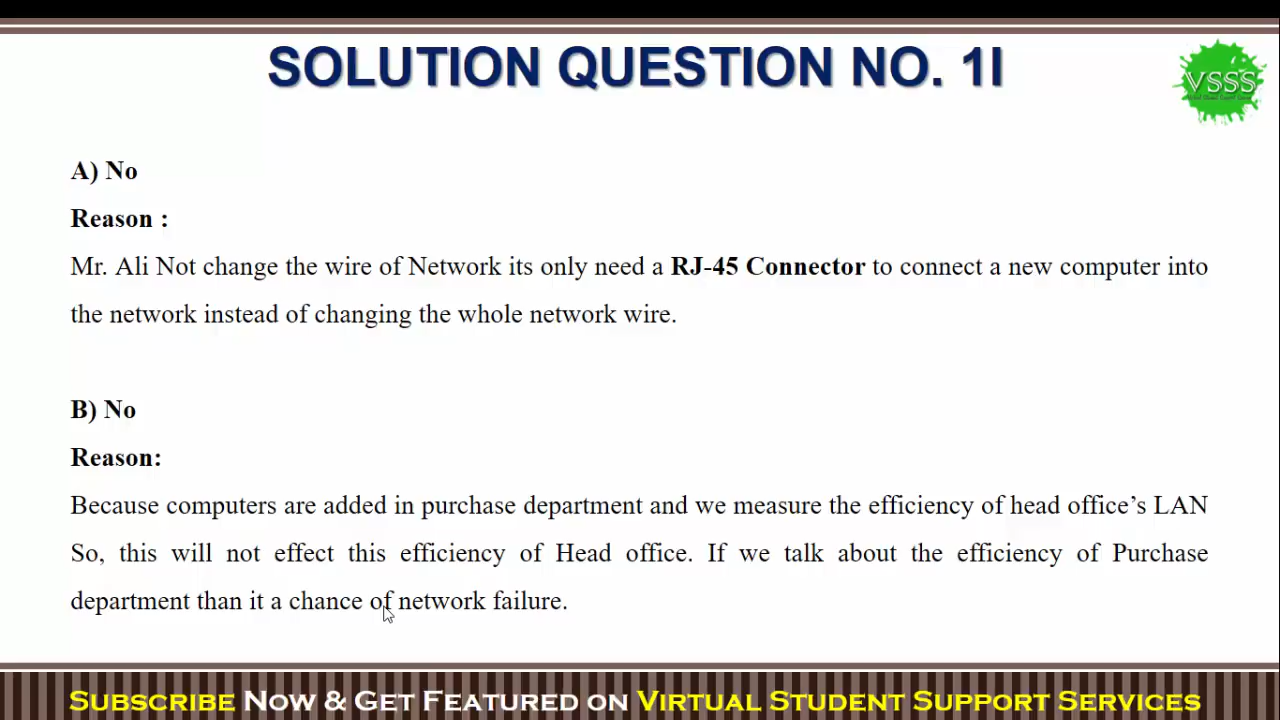 SOLUTION QUESTION NO. 1I
VSSS
A) No
Reason :
Mr. Ali Not change the wire of Network its only need a RJ-45 Connector to connect a new computer into
the network instead of changing the whole network wire.
B) No
Reason:
Because computers are added in purchase department and we measure the efficiency of head office’s LAN
So, this will not effect this efficiency of Head office. If we talk about the efficiency of Purchase
department than it a chance of network failure.
SUBSCRIBE NOW & GET FEATURED ON VIRTUAL STUDENT SUPPORT SERVICES